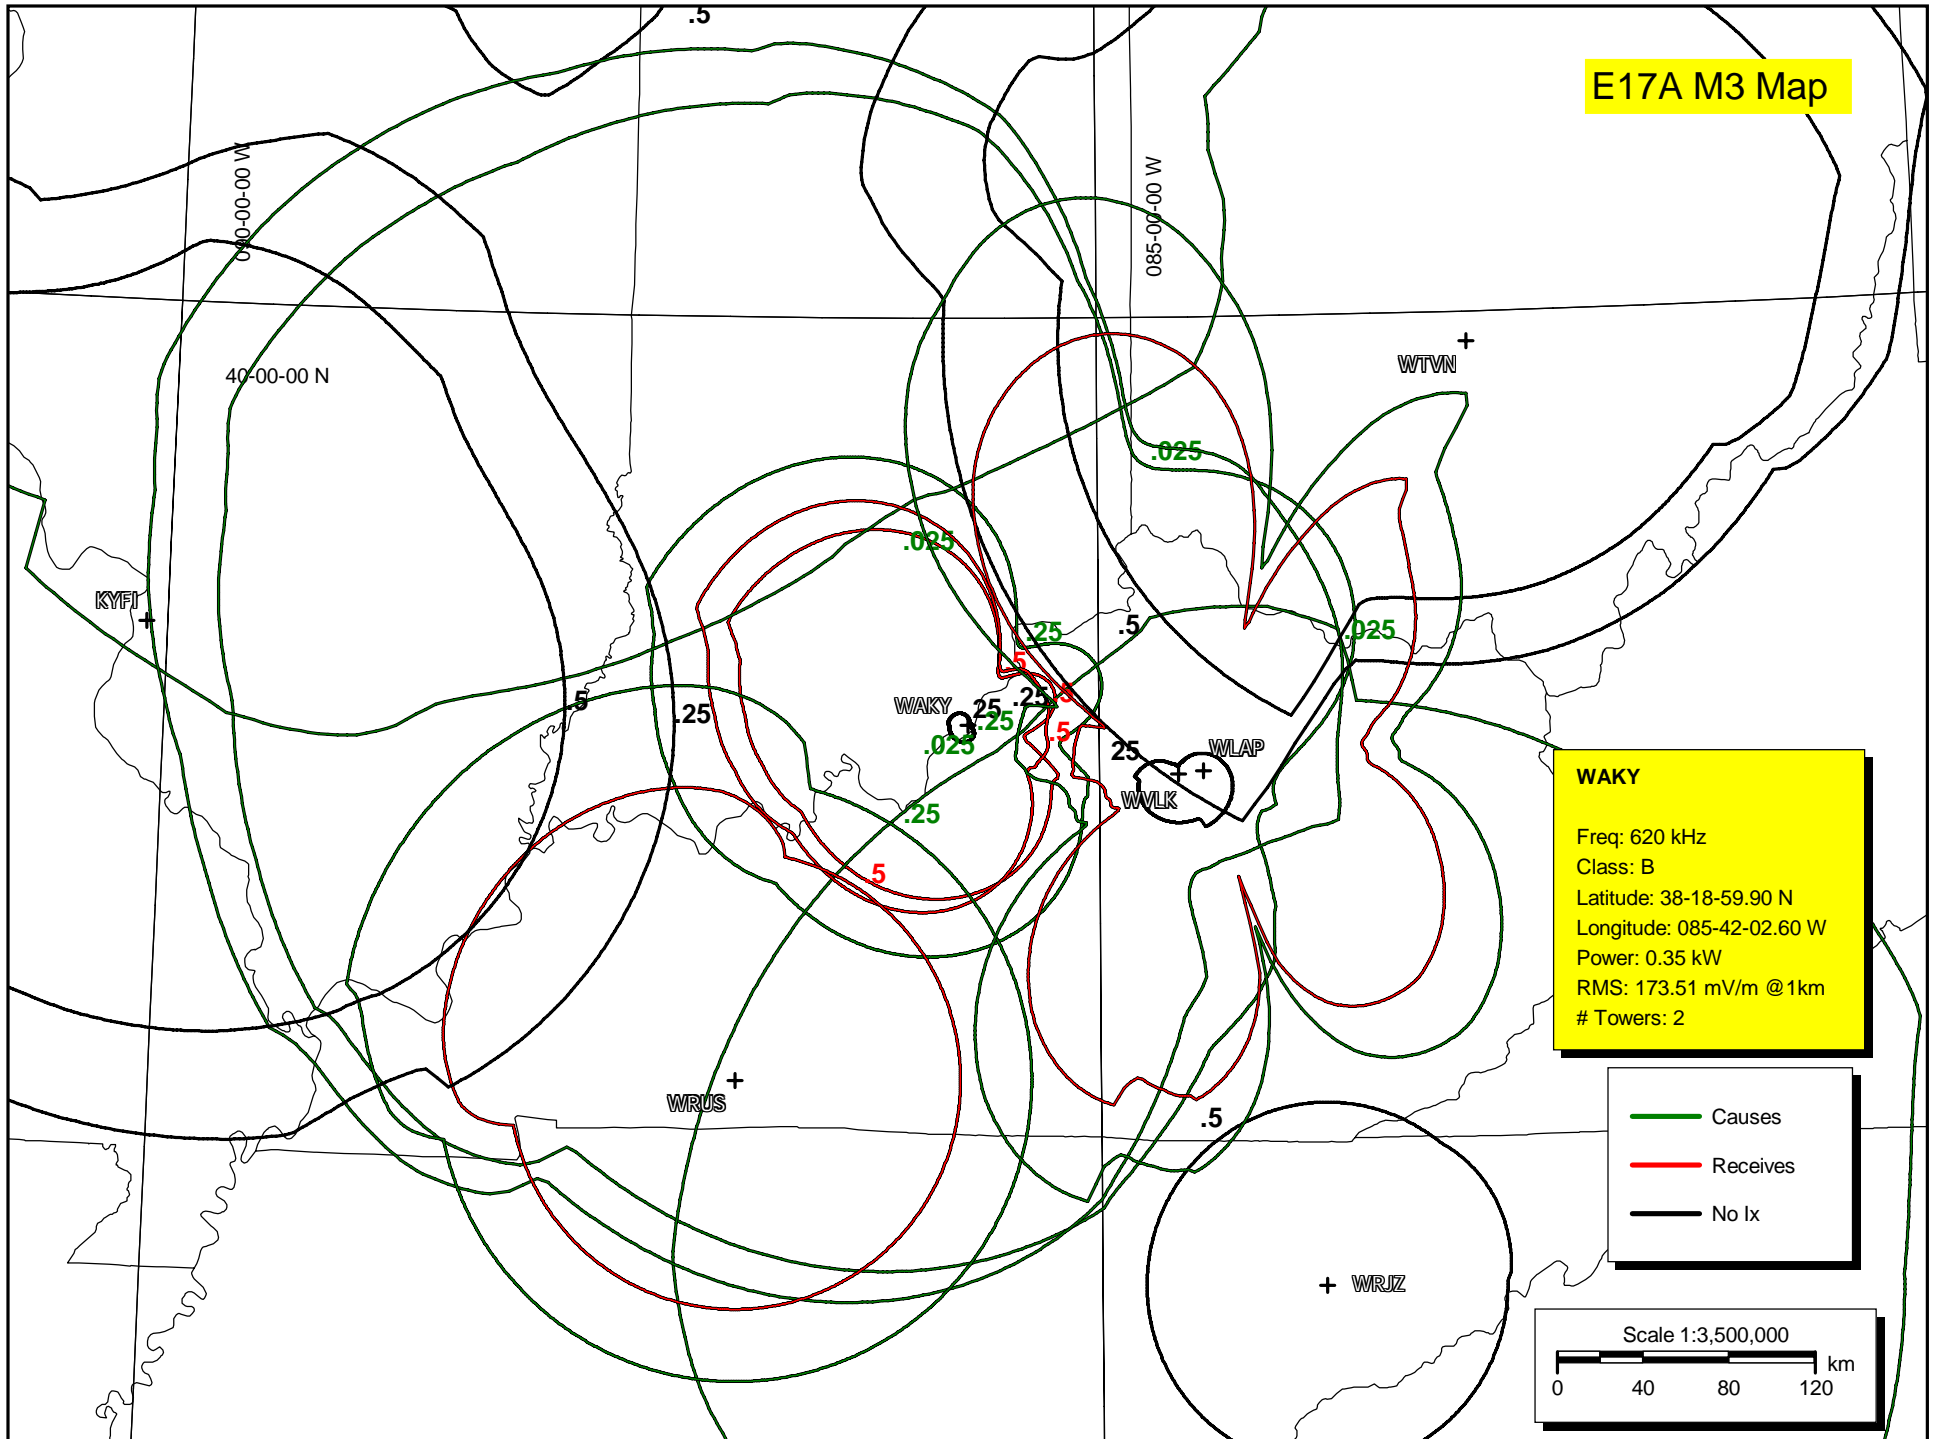 .5
E17A M3 Map
090-00-00 W
085-00-00 W
40-00-00 N
WTVN
.025
.025
KYFI
.25
.5
.025
.5
.5
.25
WAKY
.25
.5
.25
.25
.5
.025
25
WLAP
WVLK
.25
.5
WRUS
.5
WRJZ
WAKY
Freq: 620 kHz
Class: B
Latitude: 38-18-59.90 N
Longitude: 085-42-02.60 W
Power: 0.35 kW
RMS: 173.51 mV/m @1km
# Towers: 2
Causes
Receives
No Ix
Scale 1:3,500,000
km
0 40 80 120